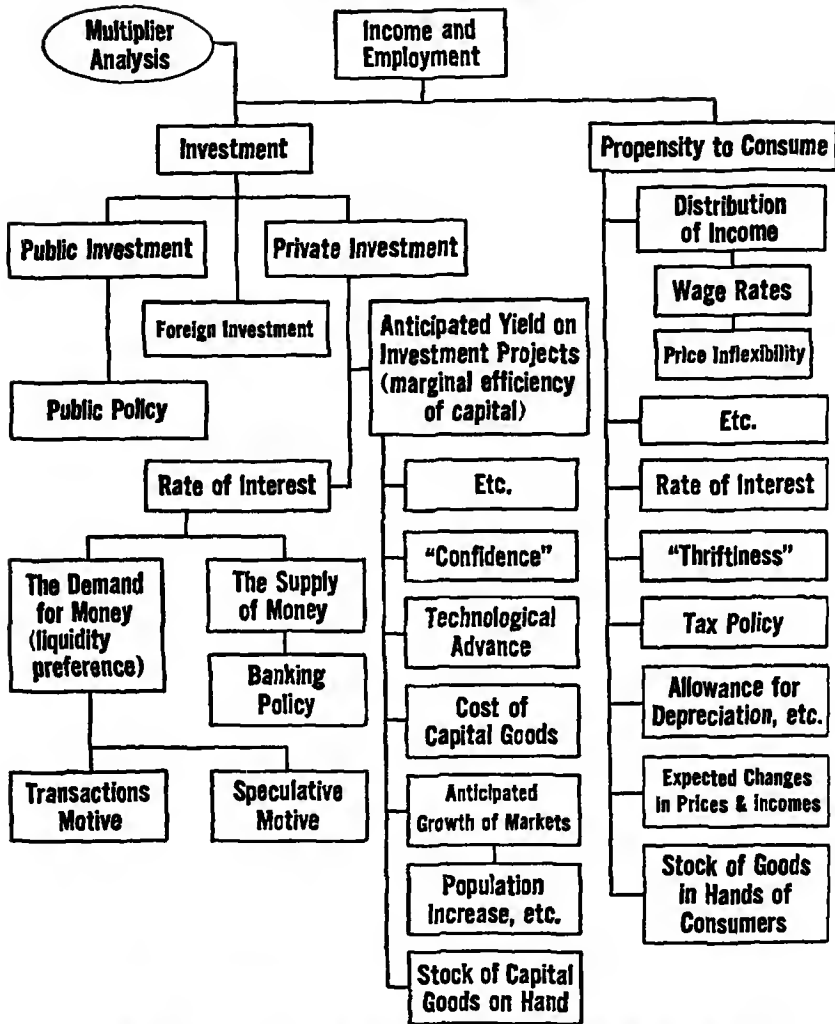 Multiplier
Analysis
Income and
Employment
Investment
Propensity to Consume
Public Investment
Private Investment
Foreign Investment
Public Policy
Rate of Interest
The Demand
for Money
(liquidity
preference)
The Supply
of Money
Banking
Policy
Transactions
Motive
Speculative
Motive
Anticipated Yield on
Investment Projects
(marginal efficiency
of capital)
Etc.
"Confidence"
Technological
Advance
Cost of
Capital Goods
Anticipated
Growth of Markets
Population
Increase, etc.
Stock of Capital
Goods on Hand
Distribution
of Income
Wage Rates
Price Inflexibility
Etc.
Rate of Interest
"Thriftiness"
Tax Policy
Allowance for
Depreciation, etc.
Expected Changes
in Prices & Incomes
Stock of Goods
in Hands of
Consumers